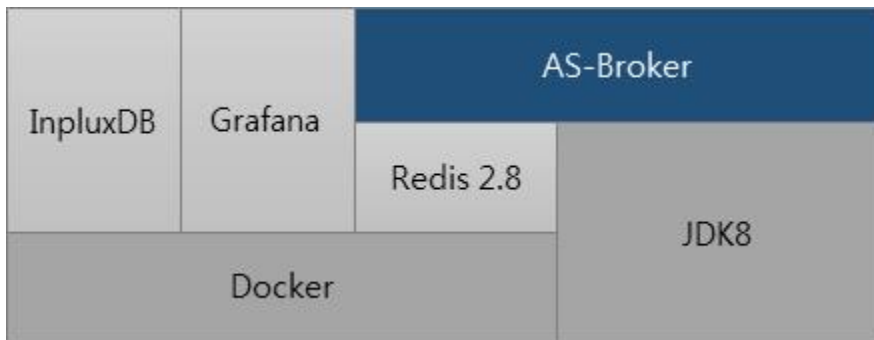 AS-Broker
InpluxDB
Grafana
Redis 2.8
JDK8
Docker